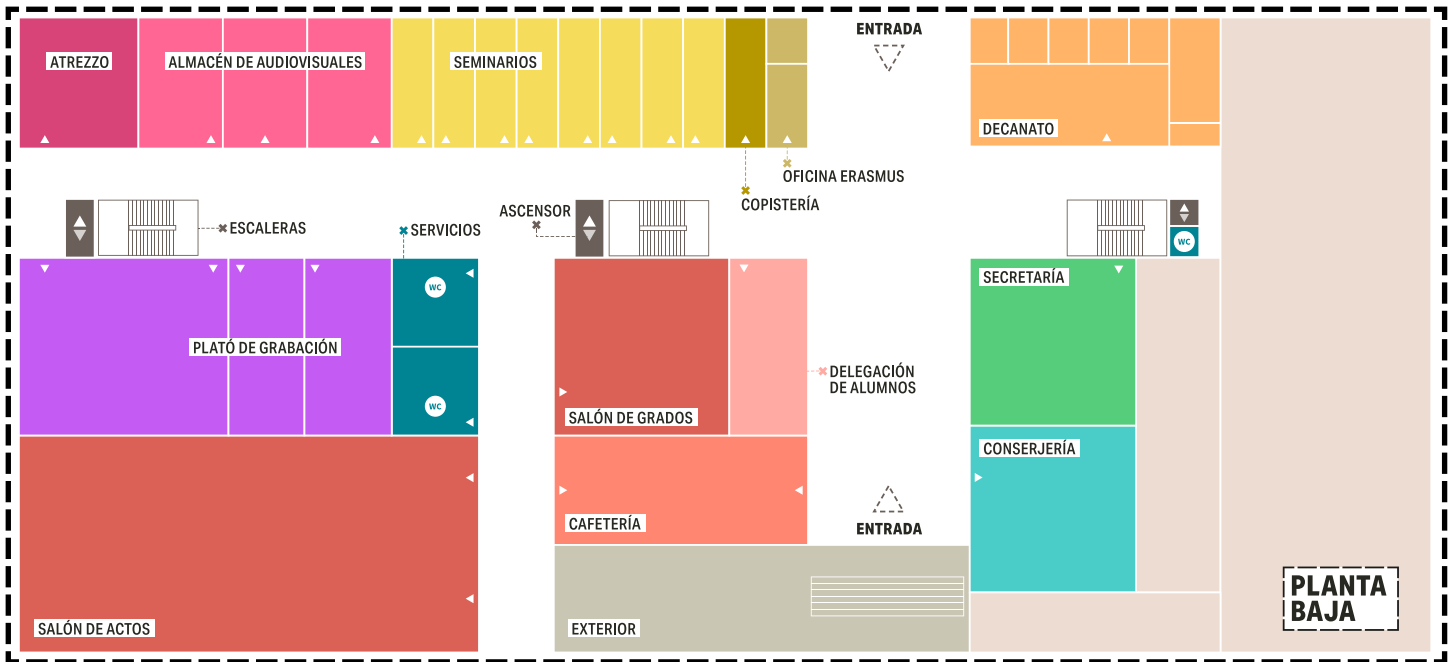 ENTRADA
ATREZZO
ALMACÉN DE AUDIOVISUALES
SEMINARIOS
DECANATO
OFICINA ERASMUS
COPISTERÍA
ASCENSOR
ESCALERAS
SERVICIOS
WC
SECRETARÍA
WC
PLATÓ DE GRABACIÓN
DELEGACIÓN
DE ALUMNOS
WC
SALÓN DE GRADOS
CONSERJERÍA
CAFETERÍA
ENTRADA
PLANTA
BAJA
SALÓN DE ACTOS
EXTERIOR